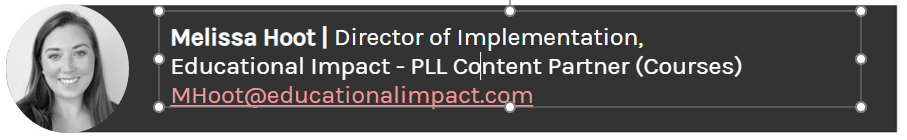 Melissa Hoot | Director of Implementation,
Educational Impact - PLL Content Partner (Courses)
MHoot@educationalimpact.com